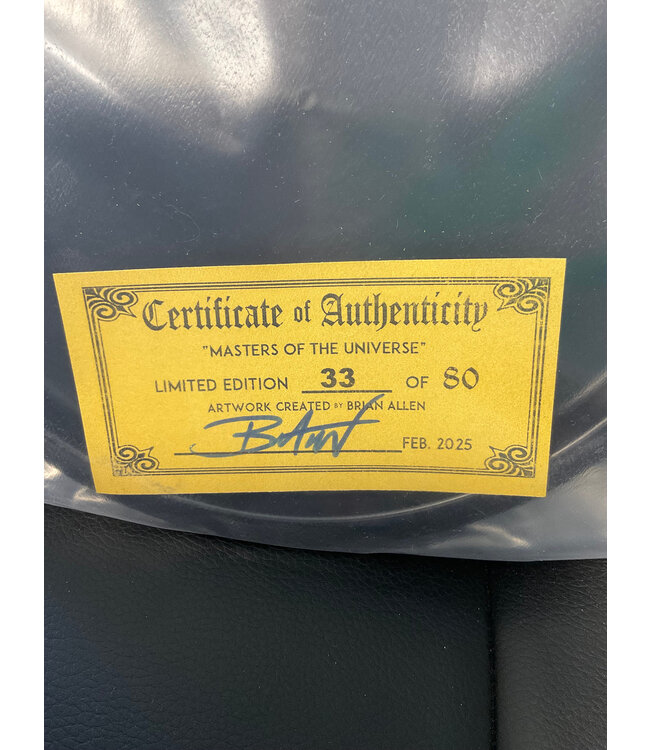 Certificate of Authenticity
"MASTERS OF THE UNIVERSE"
LIMITED EDITION 33 OF 80
ARTWORK CREATED BY BRIAN ALLEN
FEB. 2025